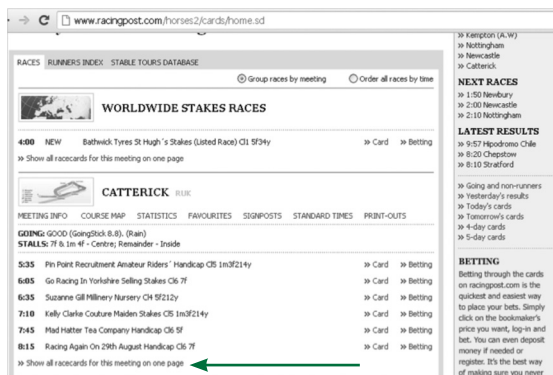 www.racingpost.com/horses2/cards/home.sd
RACES RUNNERS INDEX STABLE TOURS DATABASE
Group races by meeting Order all races by time
WORLDWIDE STAKES RACES
4:00 NEW Bathwick Tyres St Hugh´s Stakes (Listed Race) Cl1 5f34y » Card » Betting
» Show all racecards for this meeting on one page
CATTERICK RUK
MEETING INFO COURSE MAP STATISTICS FAVOURITES SIGNPOSTS STANDARD TIMES PRINT-OUTS
GOING: GOOD (GoingStick 8.8). (Rain)
STALLS: 7f & 1m 4f - Centre; Remainder - Inside
5:35 Pin Point Recruitment Amateur Riders´ Handicap Cl5 1m3f214y » Card » Betting
6:05 Go Racing In Yorkshire Selling Stakes Cl6 7f » Card » Betting
6:35 Suzanne Gill Millinery Nursery Cl4 5f212y » Card » Betting
7:10 Kelly Clarke Couture Maiden Stakes Cl5 1m3f214y » Card » Betting
7:45 Mad Hatter Tea Company Handicap Cl6 5f » Card » Betting
8:15 Racing Again On 29th August Handicap Cl6 7f » Card » Betting
» Show all racecards for this meeting on one page
» Kempton (A.W)
» Nottingham
» Newcastle
» Catterick
NEXT RACES
» 1:50 Newbury
» 2:00 Newcastle
» 2:10 Nottingham
LATEST RESULTS
» 9:57 Hipodromo Chile
» 8:20 Chepstow
» 8:10 Stratford
» Going and non-runners
» Yesterday's results
» Today's cards
» Tomorrow's cards
» 4-day cards
» 5-day cards
BETTING
Betting through the cards
on racingpost.com is the
quickest and easiest way
to place your bets. Simply
click on the bookmaker's
price you want, log-in and
bet. You can even deposit
money if needed or
register. It's the best way
of making sure you never